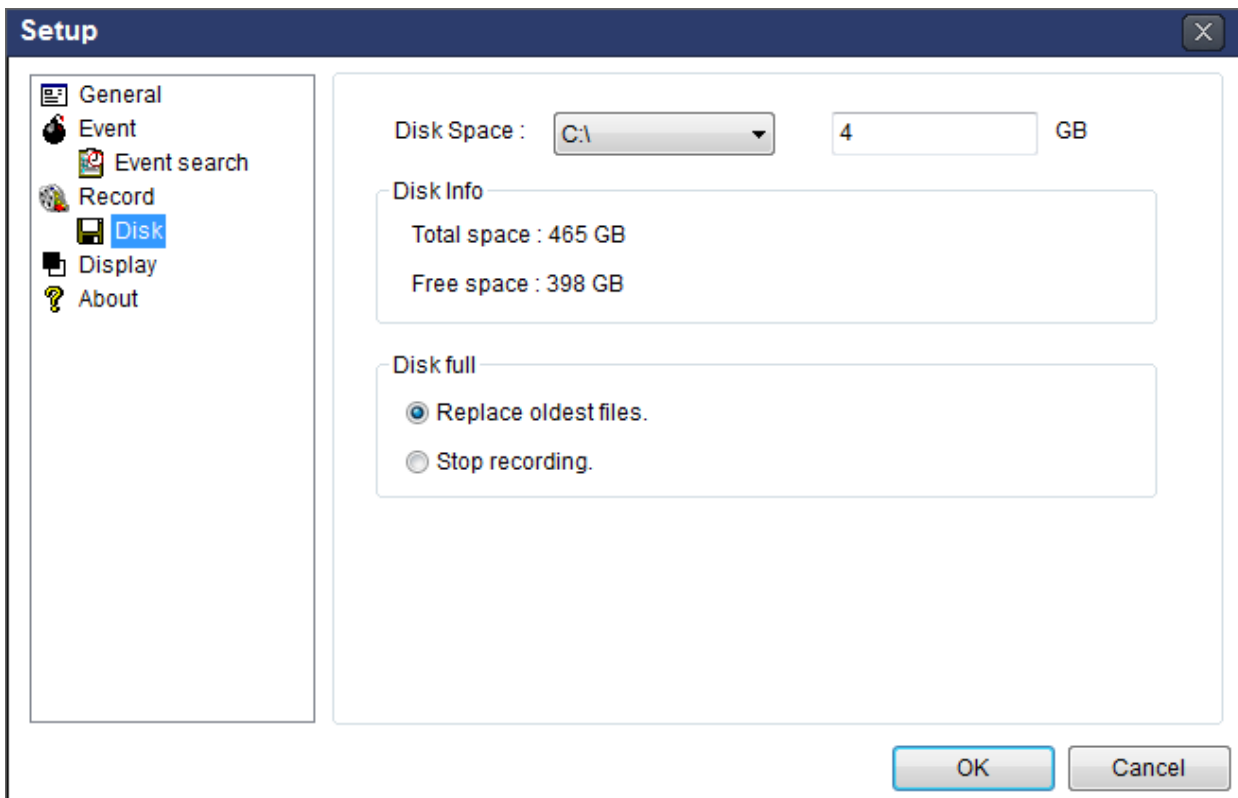 Setup
General
Event
Event search
Record
Disk
Display
About
Disk Space : C:\ 4 GB
Disk Info
Total space : 465 GB
Free space : 398 GB
Disk full
Replace oldest files.
Stop recording.
OK Cancel